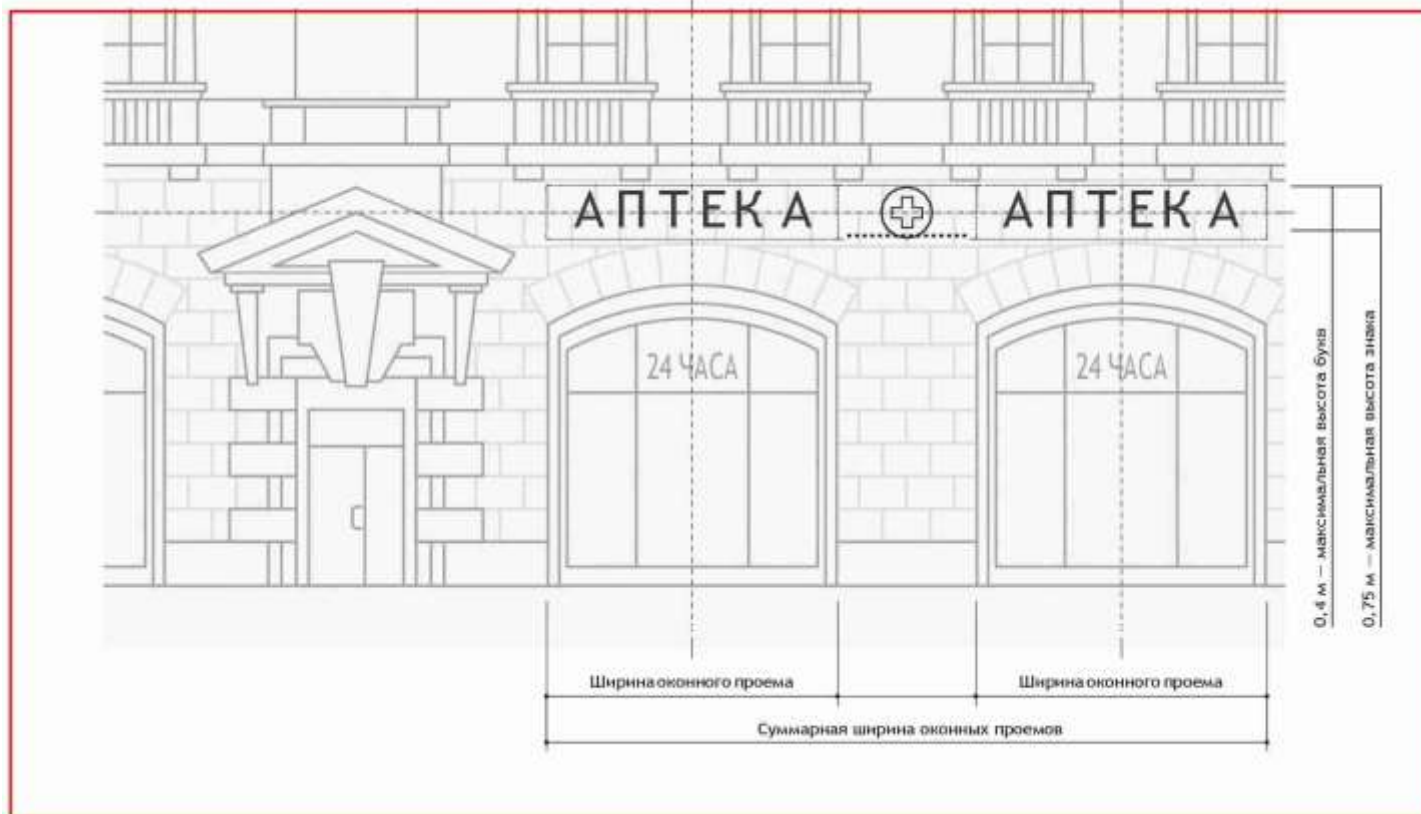 АПТЕКА АПТЕКА
24 ЧАСА 24 ЧАСА
0,4 м — максимальная высота букв
0,75 м — максимальная высота знака
Ширина оконного проема Ширина оконного проема
Суммарная ширина оконных проемов